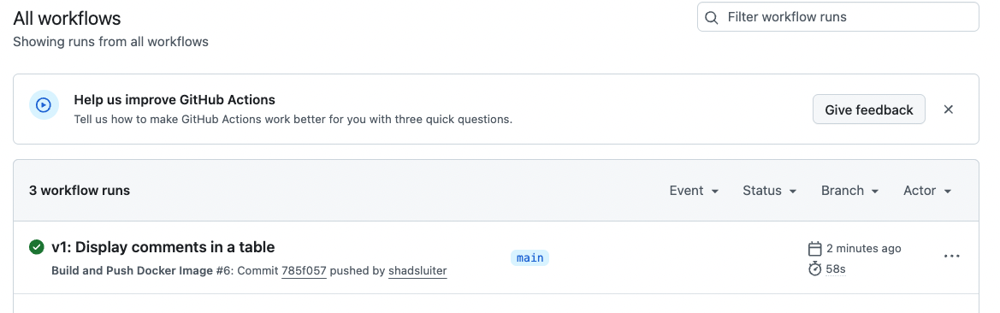 All workflows
Filter workflow runs
Showing runs from all workflows
Help us improve GitHub Actions
Tell us how to make GitHub Actions work better for you with three quick questions.
Give feedback
3 workflow runs
Event Status Branch Actor
v1: Display comments in a table
Build and Push Docker Image #6: Commit 785f057 pushed by shadsluiter
main
2 minutes ago
58s